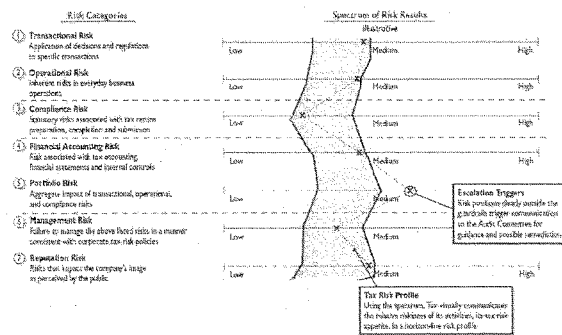 Risk Categories
Spectrum of Risk Results
Illustrative
1 Transactional Risk
Application of decisions and regulations
to specific transactions
Low Medium High
2 Operational Risk
Inherent risks in everyday business
operations
Low Medium High
3 Compliance Risk
Statutory risks associated with tax return
preparation, completion and submission
Low Medium High
4 Financial Accounting Risk
Risk associated with tax accounting
financial statements and internal controls
Low Medium High
5 Portfolio Risk
Aggregate impact of transactional, operational,
and compliance risks
Low Medium High
6 Management Risk
Failure to manage the above listed risks in a manner
consistent with corporate tax risk policies
Low Medium High
7 Reputation Risk
Risks that impact the company's image
as perceived by the public
Low Medium High
Escalation Triggers
Risk positions clearly outside the
guardrails trigger communication
to the Audit Committee for
guidance and possible remediation
Tax Risk Profile
Using the spectrum, Tax visually communicates
the relative riskiness of its activities, its tax risk
appetite, in a horizon-line risk profile